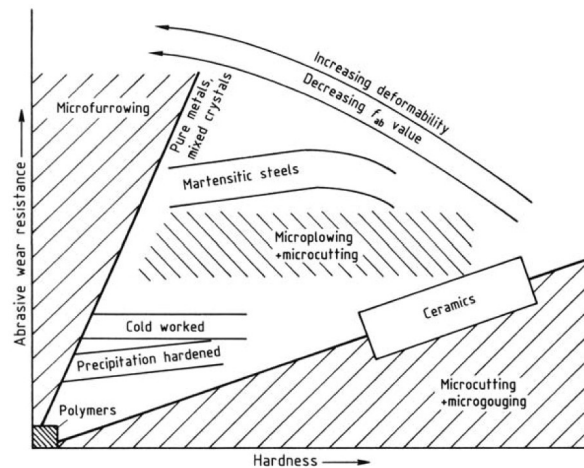 Increasing deformability
Decreasing fab value
Microfurrowing
Pure metals,
mixed crystals
Martensitic steels
Abrasive wear resistance
Microplowing
+microcutting
Ceramics
Cold worked
Precipitation hardened
Microcutting
+microgouging
Polymers
Hardness